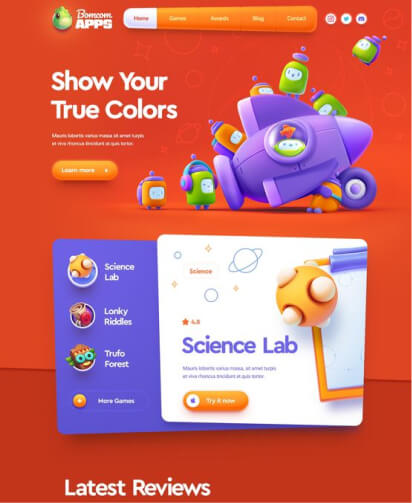 Bomcom
APPS
Home
Games
Awards
Blog
Contact
Show Your
True Colors
Mauris lobortis varius massa sit amet turpis
et viva rhoncus tincidunt at quis tortor.
Learn more
Science
Lab
Lonky
Riddles
Trufo
Forest
More Games
Science
4.8
Science Lab
Mauris lobortis varius massa, sit amet turpis
et vitae rhoncus tincidunt at quis tortor.
Try it now
Latest Reviews